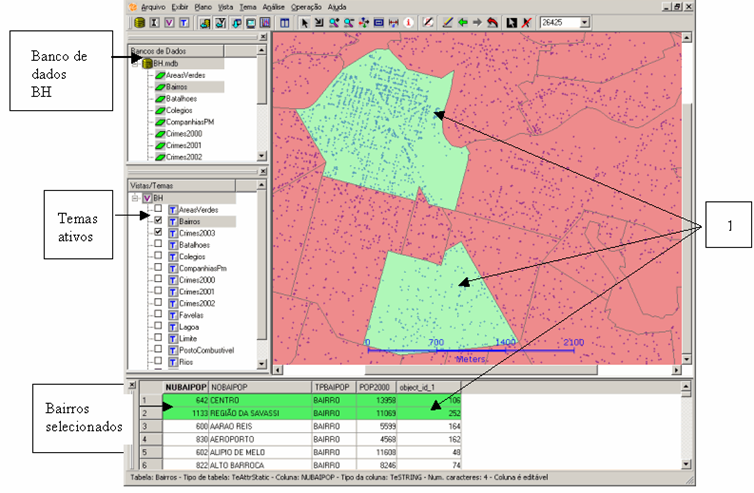 Arquivo Exibir Plano Vista Tema Análise Operação Ajuda
26425
Banco de
dados
BH
Bancos de Dados
BH.mdb
AreasVerdes
Bairros
Batalhoes
Colegios
CompanhiasPM
Crimes2000
Crimes2001
Crimes2002
Temas
ativos
Vistas/Temas
BH
AreasVerdes
Bairros
Crimes2003
Batalhoes
Colegios
CompanhiasPm
Crimes2000
Crimes2001
Crimes2002
Favelas
Lagoa
Limite
PostoCombustivel
Rios
1
0 700 1400 2100
Meters
Bairros
selecionados
NUBAIPOP NOBAIPOP TPBAIPOP POP2000 object_id_1
1 642 CENTRO BAIRRO 13958 106
2 1133 REGIÃO DA SAVASSI BAIRRO 11069 252
3 600 AARAO REIS BAIRRO 5599 164
4 830 AEROPORTO BAIRRO 4568 162
5 602 ALIPIO DE MELO BAIRRO 11608 48
6 822 ALTO BARROCA BAIRRO 8246 74
Tabela: Bairros - Tipo de tabela: TeAttrStatic - Coluna: NUBAIPOP - Tipo da coluna: TeSTRING - Num. caracteres: 4 - Coluna é editável